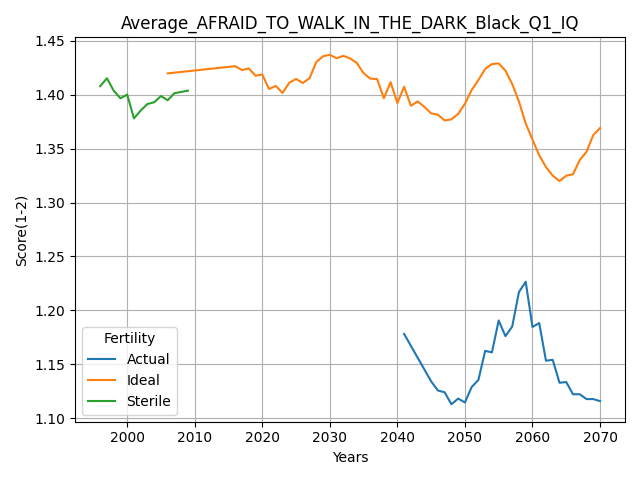 Average_AFRAID_TO_WALK_IN_THE_DARK_Black_Q1_IQ
Score(1-2)
1.45
1.40
1.35
1.30
1.25
1.20
1.15
1.10
Fertility
Actual
Ideal
Sterile
2000 2010 2020 2030 2040 2050 2060 2070
Years